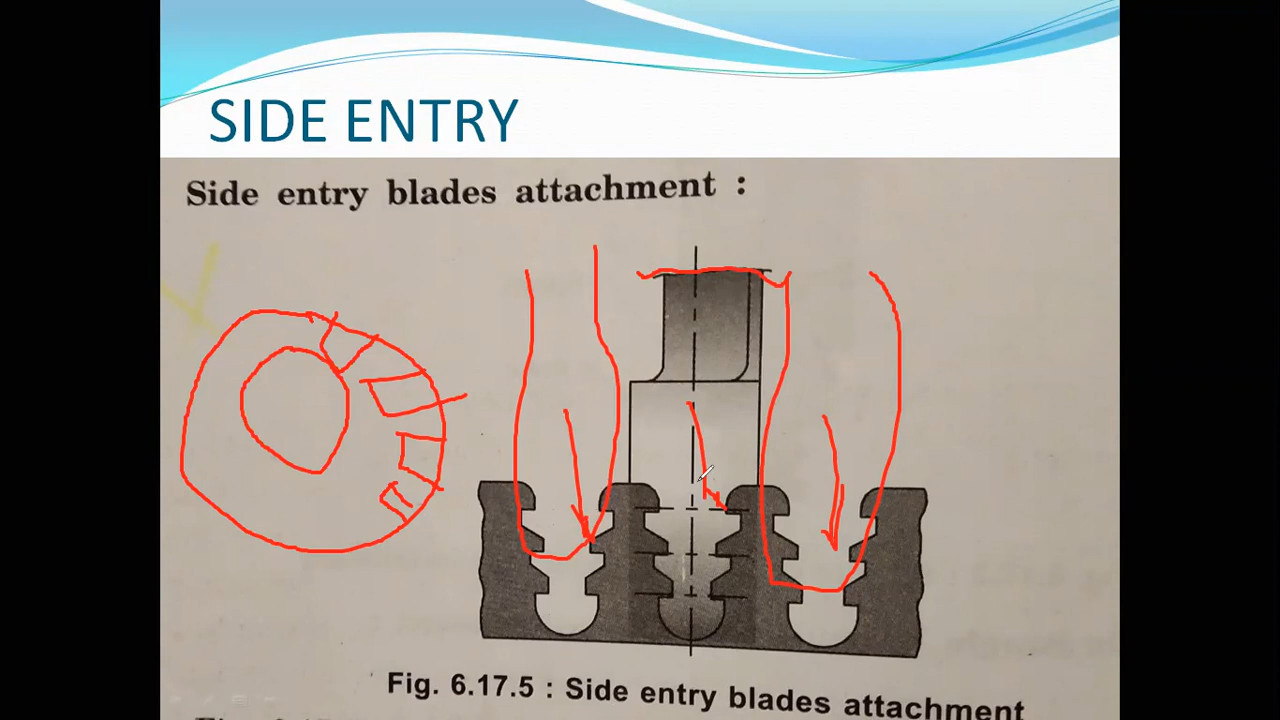 SIDE ENTRY
Side entry blades attachment :
Fig. 6.17.5 : Side entry blades attachment